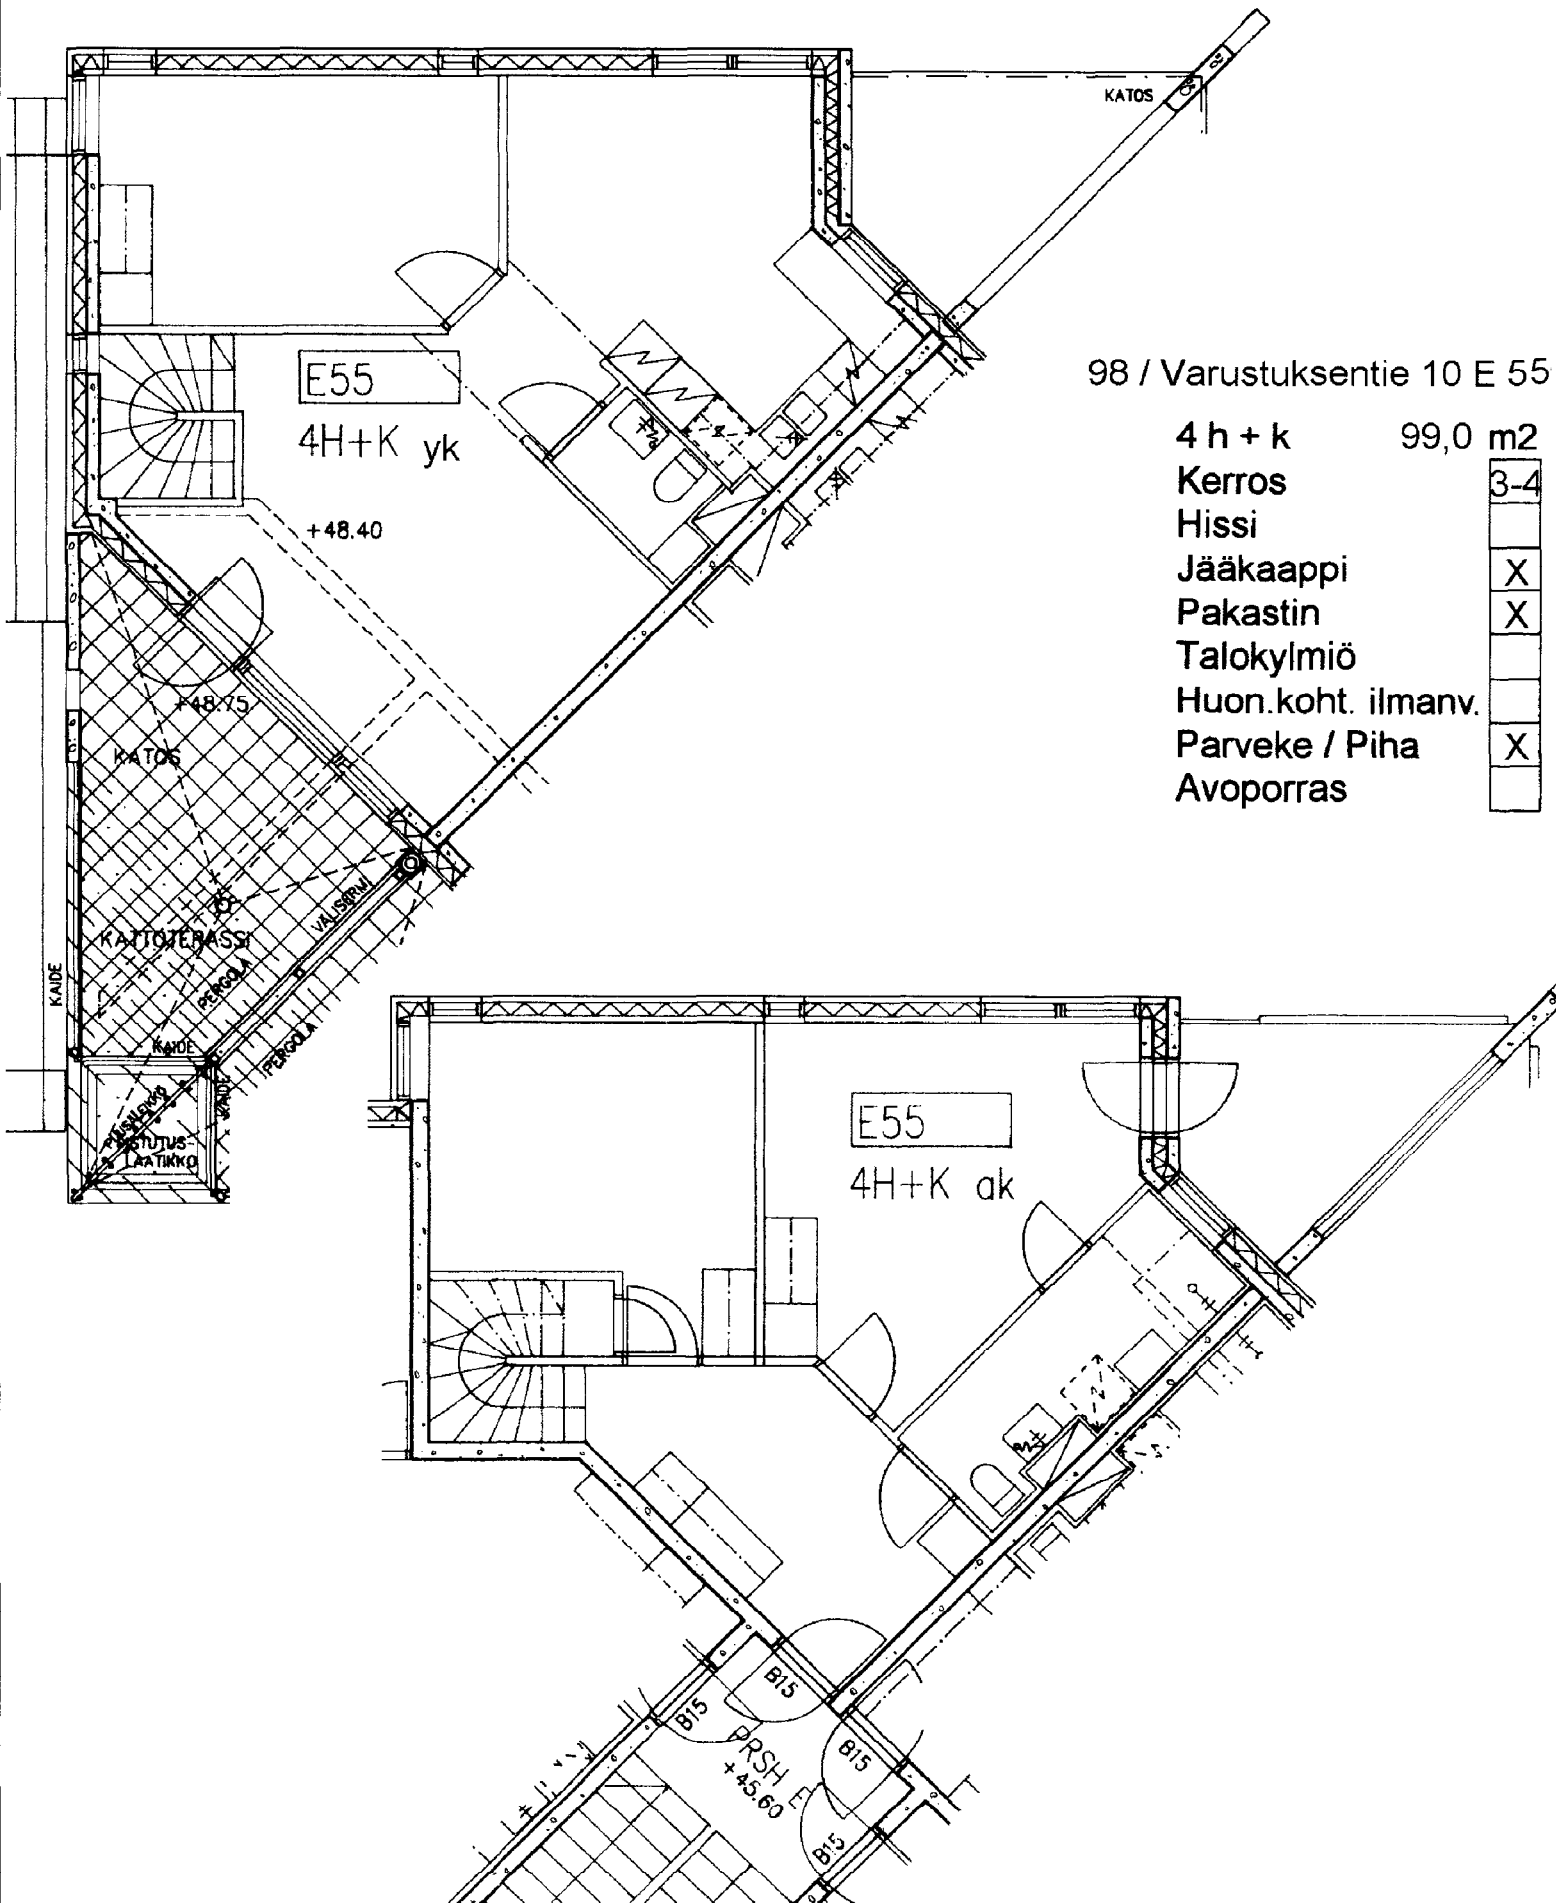 KATOS
E55
4H+K yk
+48.40
+48.75
KATOS
KATTOTERASSI
VÄLISERMI
PERGOLA
PERGOLA
KAIDE
KAIDE
KAIDE
ISTUTUS-
LAATIKKO
98 / Varustuksentie 10 E 55
4 h + k 99,0 m2
Kerros 3-4
Hissi
Jääkaappi X
Pakastin X
Talokylmiö
Huon.koht. ilmanv.
Parveke / Piha X
Avoporras
E55
4H+K ak
B15
B15
B15
B15
PRSH E
+45.60